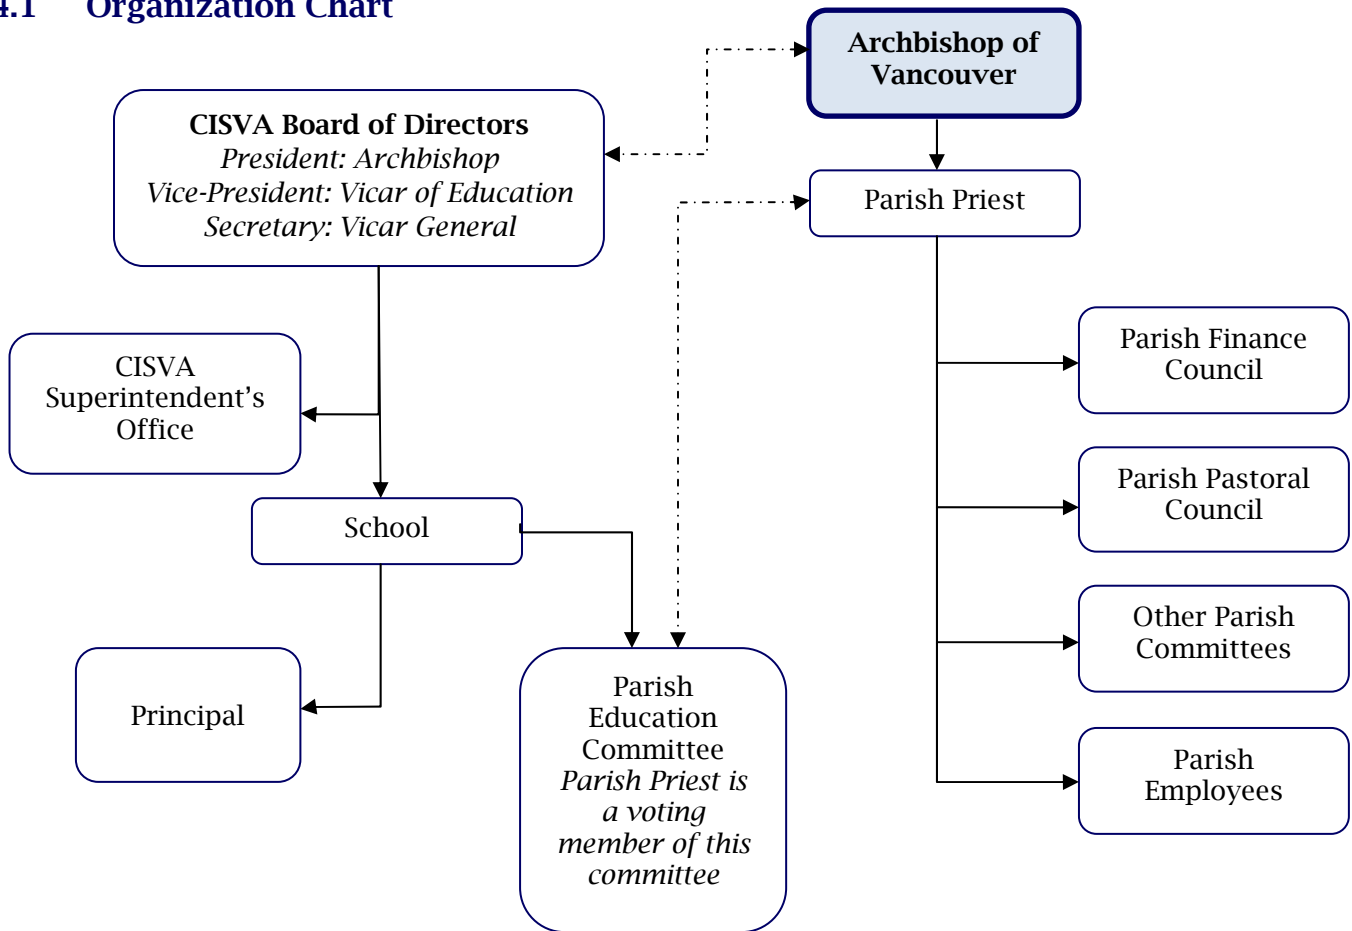 4.1 Organization Chart
Archbishop of
Vancouver
CISVA Board of Directors
President: Archbishop
Vice-President: Vicar of Education
Secretary: Vicar General
Parish Priest
CISVA
Superintendent’s
Office
Parish Finance
Council
Parish Pastoral
Council
School
Other Parish
Committees
Principal
Parish
Education
Committee
Parish Priest is
a voting
member of this
committee
Parish
Employees